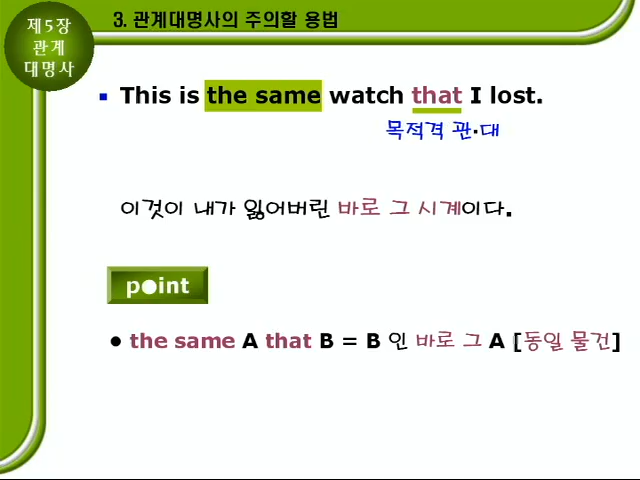 제5장
관계
대명사
3. 관계대명사의 주의할 용법
This is the same watch that I lost.
목적격 관·대
이것이 내가 잃어버린 바로 그 시계이다.
point
the same A that B = B 인 바로 그 A [동일 물건]